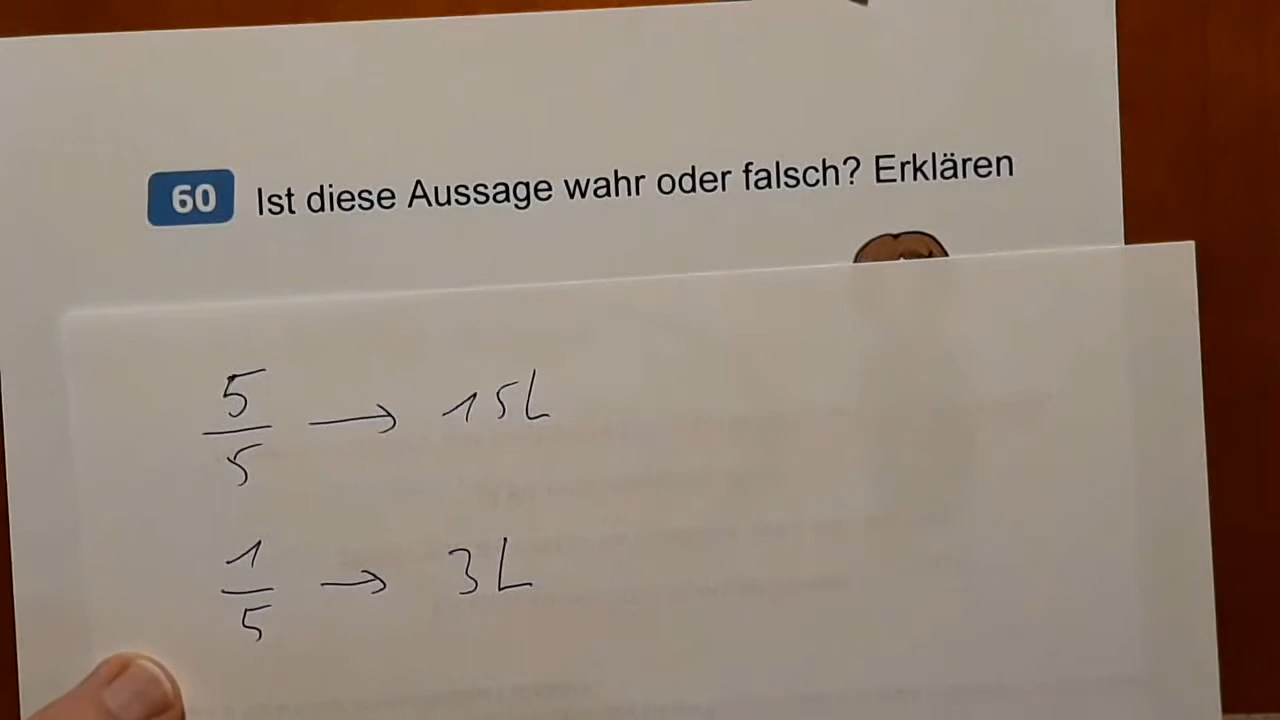 60 Ist diese Aussage wahr oder falsch? Erklären
5/5 → 15L
1/5 → 3L